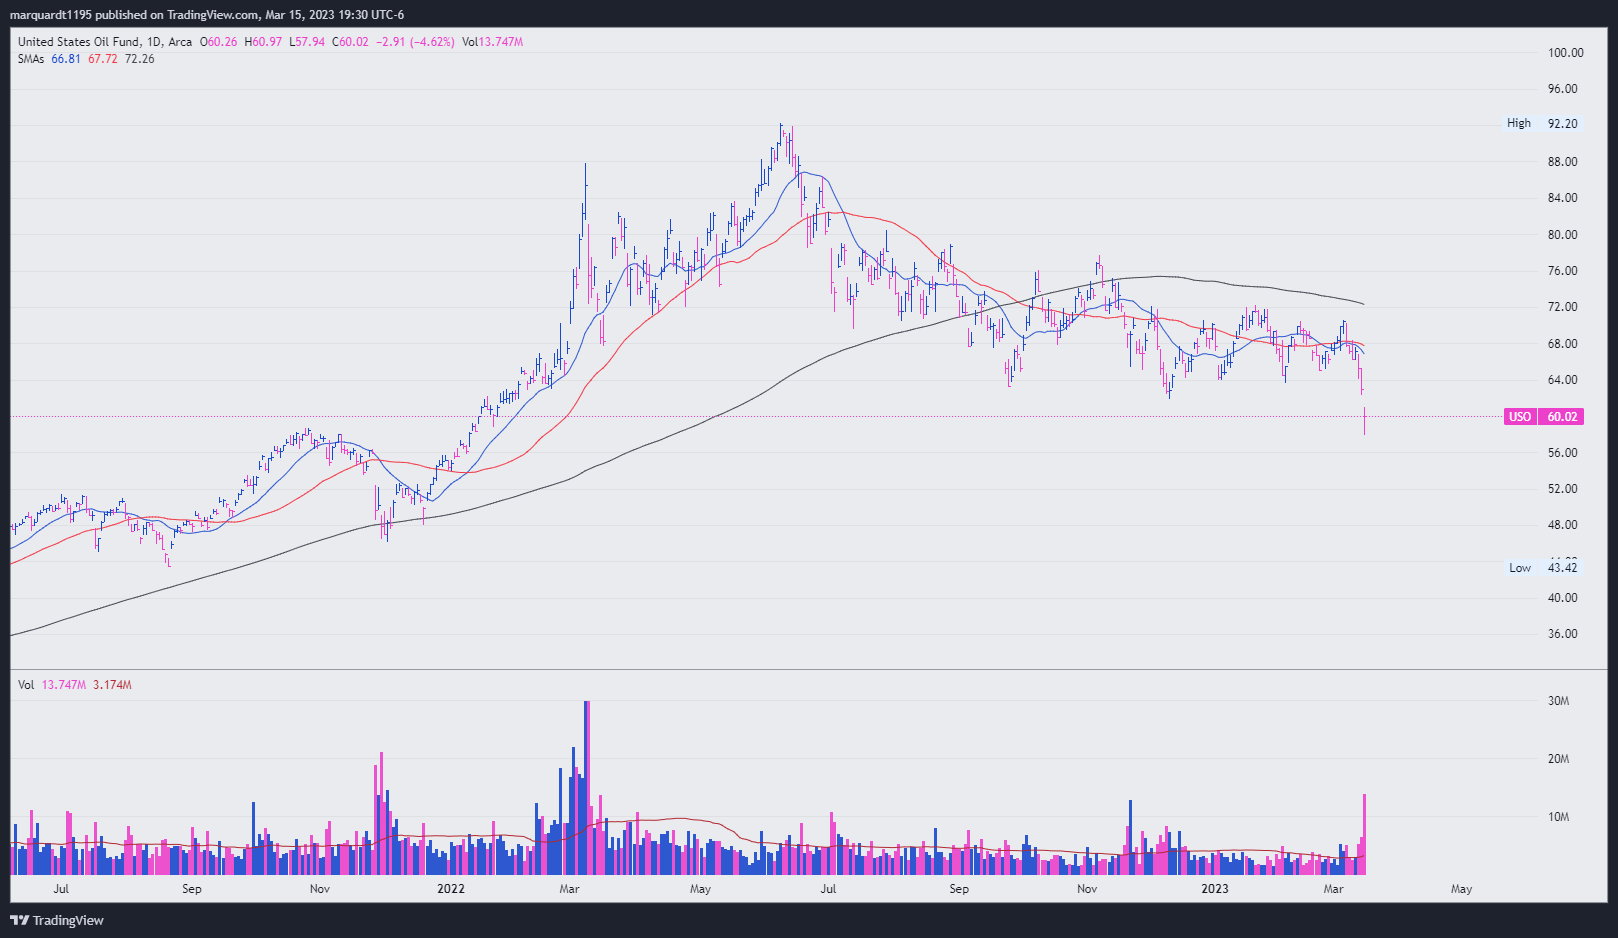 marquardt1195 published on TradingView.com, Mar 15, 2023 19:30 UTC-6
United States Oil Fund, 1D, Arca O60.26 H60.97 L57.94 C60.02 −2.91 (−4.62%) Vol13.747M
SMAs 66.81 67.72 72.26
100.00
96.00
High 92.20
88.00
84.00
80.00
76.00
72.00
68.00
64.00
USO 60.02
56.00
52.00
48.00
Low 43.42
40.00
36.00
Vol 13.747M 3.174M
30M
20M
10M
Jul Sep Nov 2022 Mar May Jul Sep Nov 2023 Mar May
TradingView